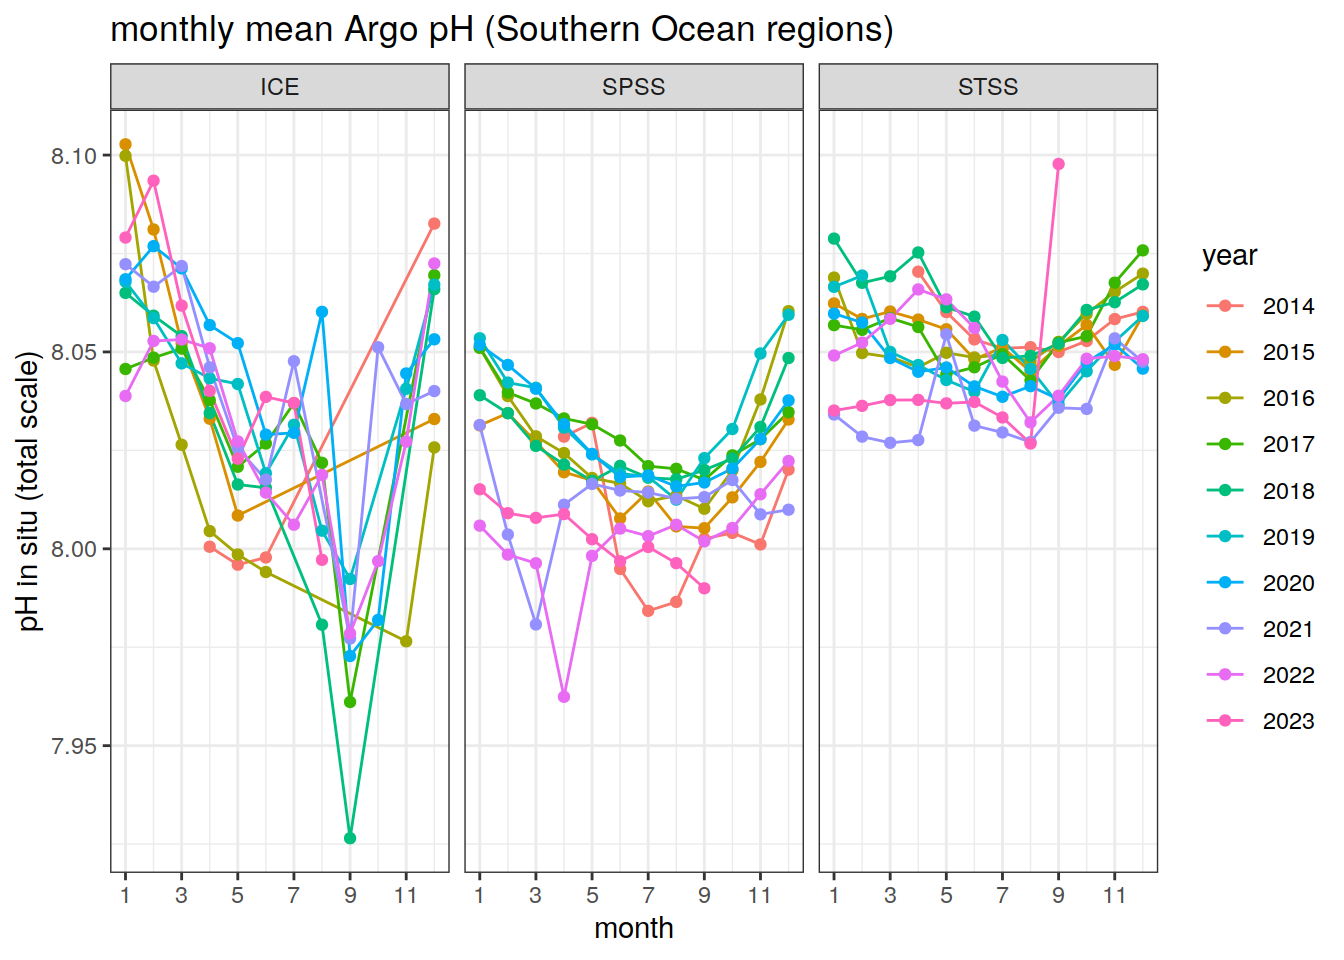 monthly mean Argo pH (Southern Ocean regions)
ICE SPSS STSS
pH in situ (total scale)
8.10
8.05
8.00
7.95
1 3 5 7 9 11 1 3 5 7 9 11 1 3 5 7 9 11
month
year
2014
2015
2016
2017
2018
2019
2020
2021
2022
2023